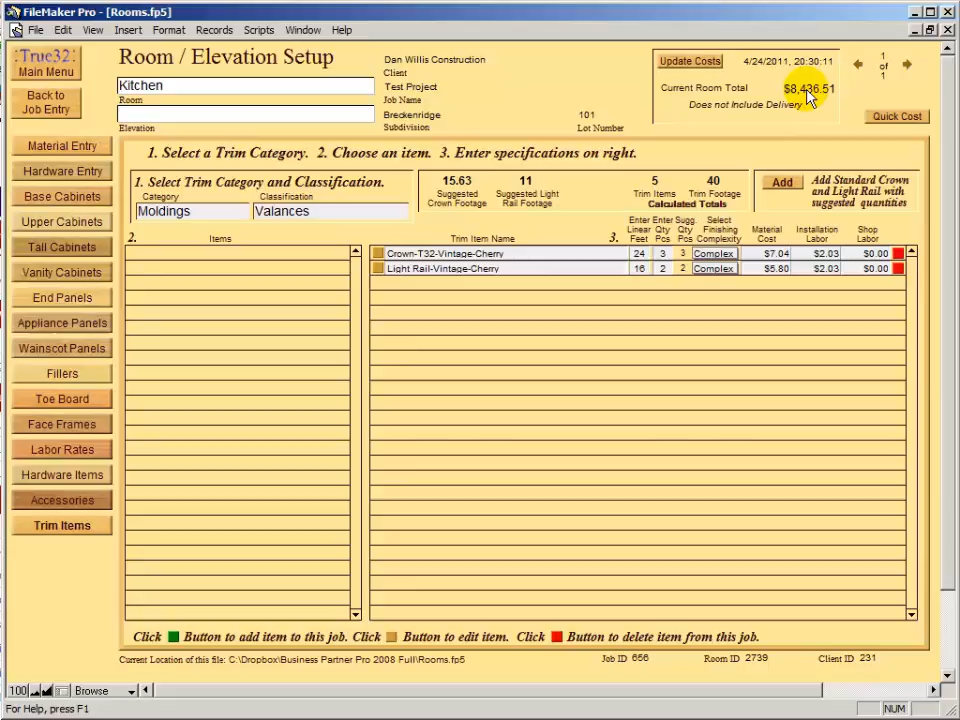 FileMaker Pro - [Rooms.fp5]
File Edit View Insert Format Records Scripts Window Help
True32
Main Menu
Back to
Job Entry
Room / Elevation Setup
Kitchen
Room
Elevation
Dan Willis Construction
Client
Test Project
Job Name
Breckenridge 101
Subdivision Lot Number
Update Costs 4/24/2011, 20:30:11
Current Room Total $8,436.51
Does not Include Delivery
1
of
1
Quick Cost
Material Entry
Hardware Entry
Base Cabinets
Upper Cabinets
Tall Cabinets
Vanity Cabinets
End Panels
Appliance Panels
Wainscot Panels
Fillers
Toe Board
Face Frames
Labor Rates
Hardware Items
Accessories
Trim Items
1. Select a Trim Category. 2. Choose an item. 3. Enter specifications on right.
1. Select Trim Category and Classification.
Category Classification
Moldings Valances
15.63 11 5 40
Suggested Crown Footage
Suggested Light Rail Footage
Trim Items Trim Footage
Calculated Totals
Add
Add Standard Crown
and Light Rail with
suggested quantities
2. Items
Trim Item Name 3.
Enter Linear Feet
Enter Qty Pcs
Sugg. Qty Pcs
Select Finishing Complexity
Material Cost
Installation Labor
Shop Labor
Crown-T32-Vintage-Cherry 24 3 3 Complex $7.04 $2.03 $0.00
Light Rail-Vintage-Cherry 16 2 2 Complex $5.80 $2.03 $0.00
Click Button to add item to this job. Click Button to edit item. Click Button to delete item from this job.
Current Location of this file: C:\Dropbox\Business Partner Pro 2008 Full\Rooms.fp5 Job ID 656 Room ID 2739 Client ID 231
100 Browse
For Help, press F1 NUM